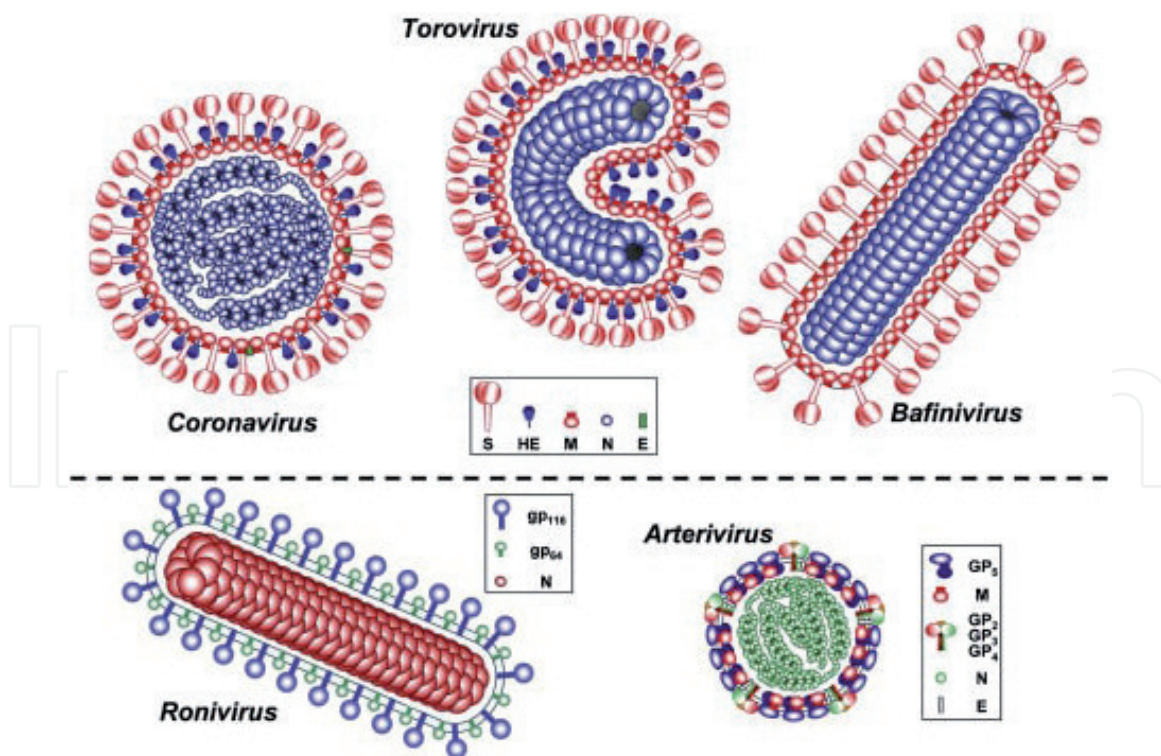 Torovirus
Coronavirus
Bafinivirus
S HE M N E
Ronivirus
gp116
gp64
N
Arterivirus
GP5
M
GP2
GP3
GP4
N
E